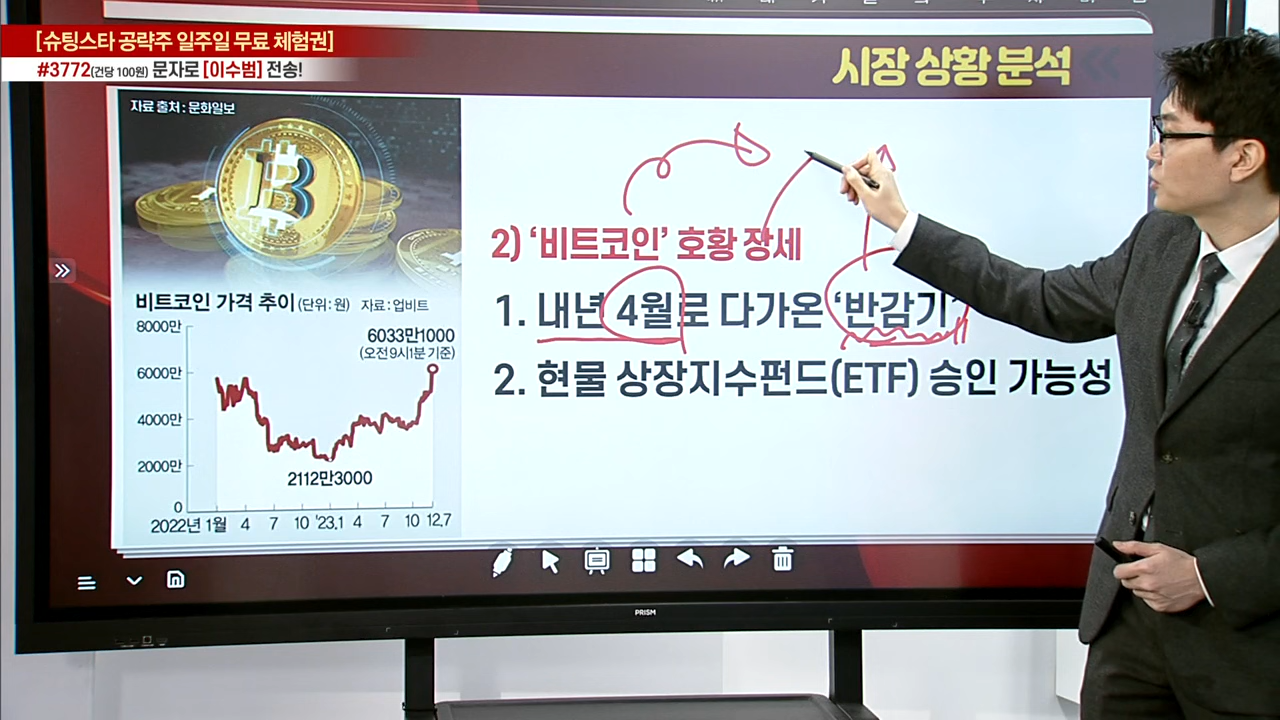 [슈팅스타 공략주 일주일 무료 체험권]
#3772(건당 100원) 문자로 [이수범] 전송!
시장 상황 분석
자료 출처 : 문화일보
2) ‘비트코인’ 호황 장세
1. 내년 4월로 다가온 ‘반감기’
2. 현물 상장지수펀드(ETF) 승인 가능성
비트코인 가격 추이 (단위: 원) 자료 : 업비트
8000만
6033만1000
(오전 9시1분 기준)
6000만
4000만
2000만
2112만3000
0
2022년 1월 4 7 10 ’23.1 4 7 10 12.7
PRISM